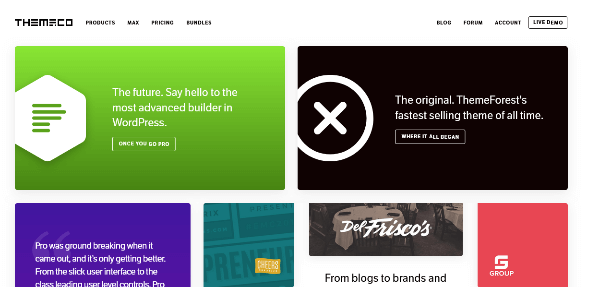 THEMECO PRODUCTS MAX PRICING BUNDLES BLOG FORUM ACCOUNT LIVE DEMO
The future. Say hello to the
most advanced builder in
WordPress.
ONCE YOU GO PRO
The original. ThemeForest's
fastest selling theme of all time.
WHERE IT ALL BEGAN
Pro was ground breaking when it
came out, and it's only getting better.
From the slick user interface to the
class leading user level controls, Pro
PRESENT
PRENEUR
CHEERS
Del Frisco's
From blogs to brands and
G
GROUP